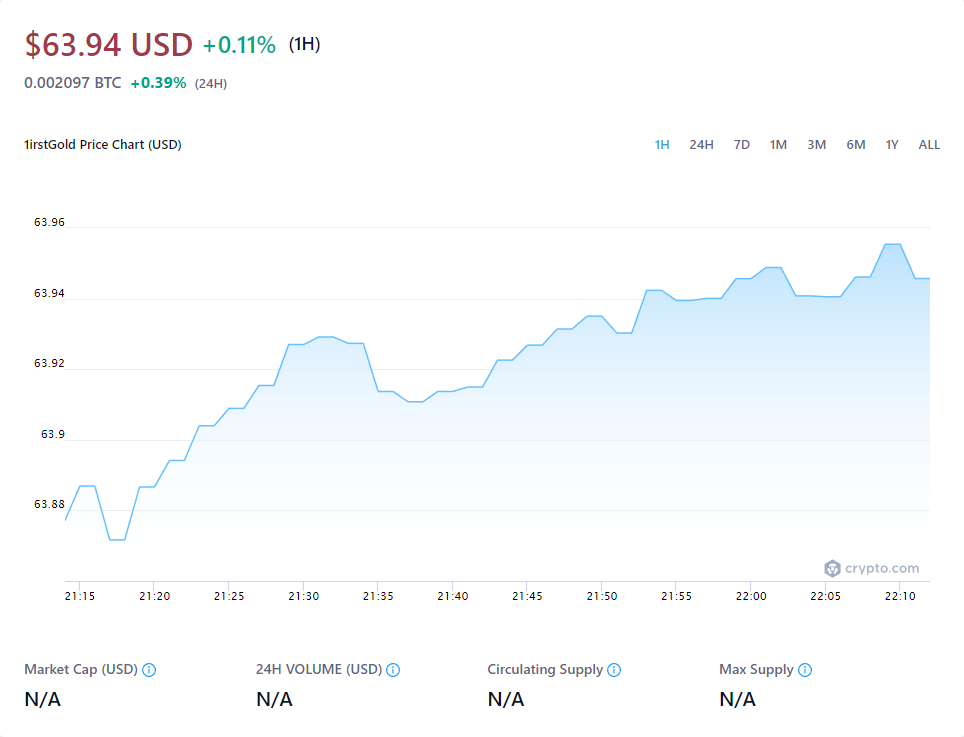 $63.94 USD +0.11% (1H)
0.002097 BTC +0.39% (24H)
1irstGold Price Chart (USD) 1H 24H 7D 1M 3M 6M 1Y ALL
63.96
63.94
63.92
63.9
63.88
crypto.com
21:15 21:20 21:25 21:30 21:35 21:40 21:45 21:50 21:55 22:00 22:05 22:10
Market Cap (USD) 24H VOLUME (USD) Circulating Supply Max Supply
N/A N/A N/A N/A